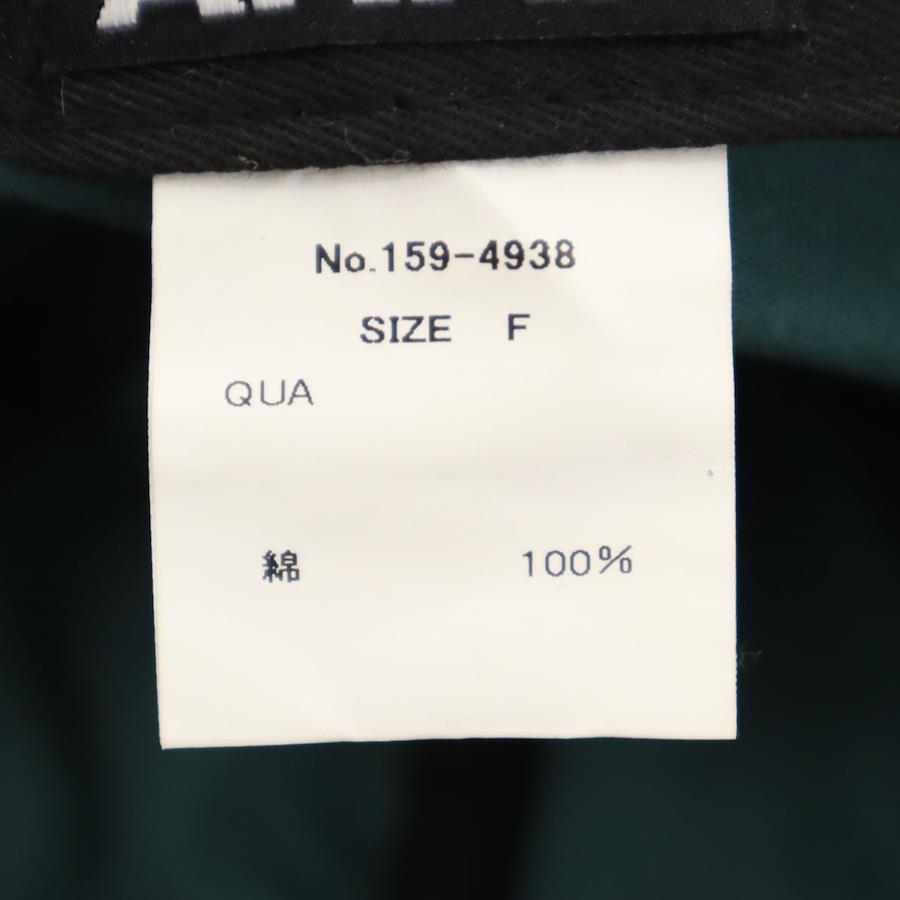 No.159-4938
SIZE F
QUA
綿 100%